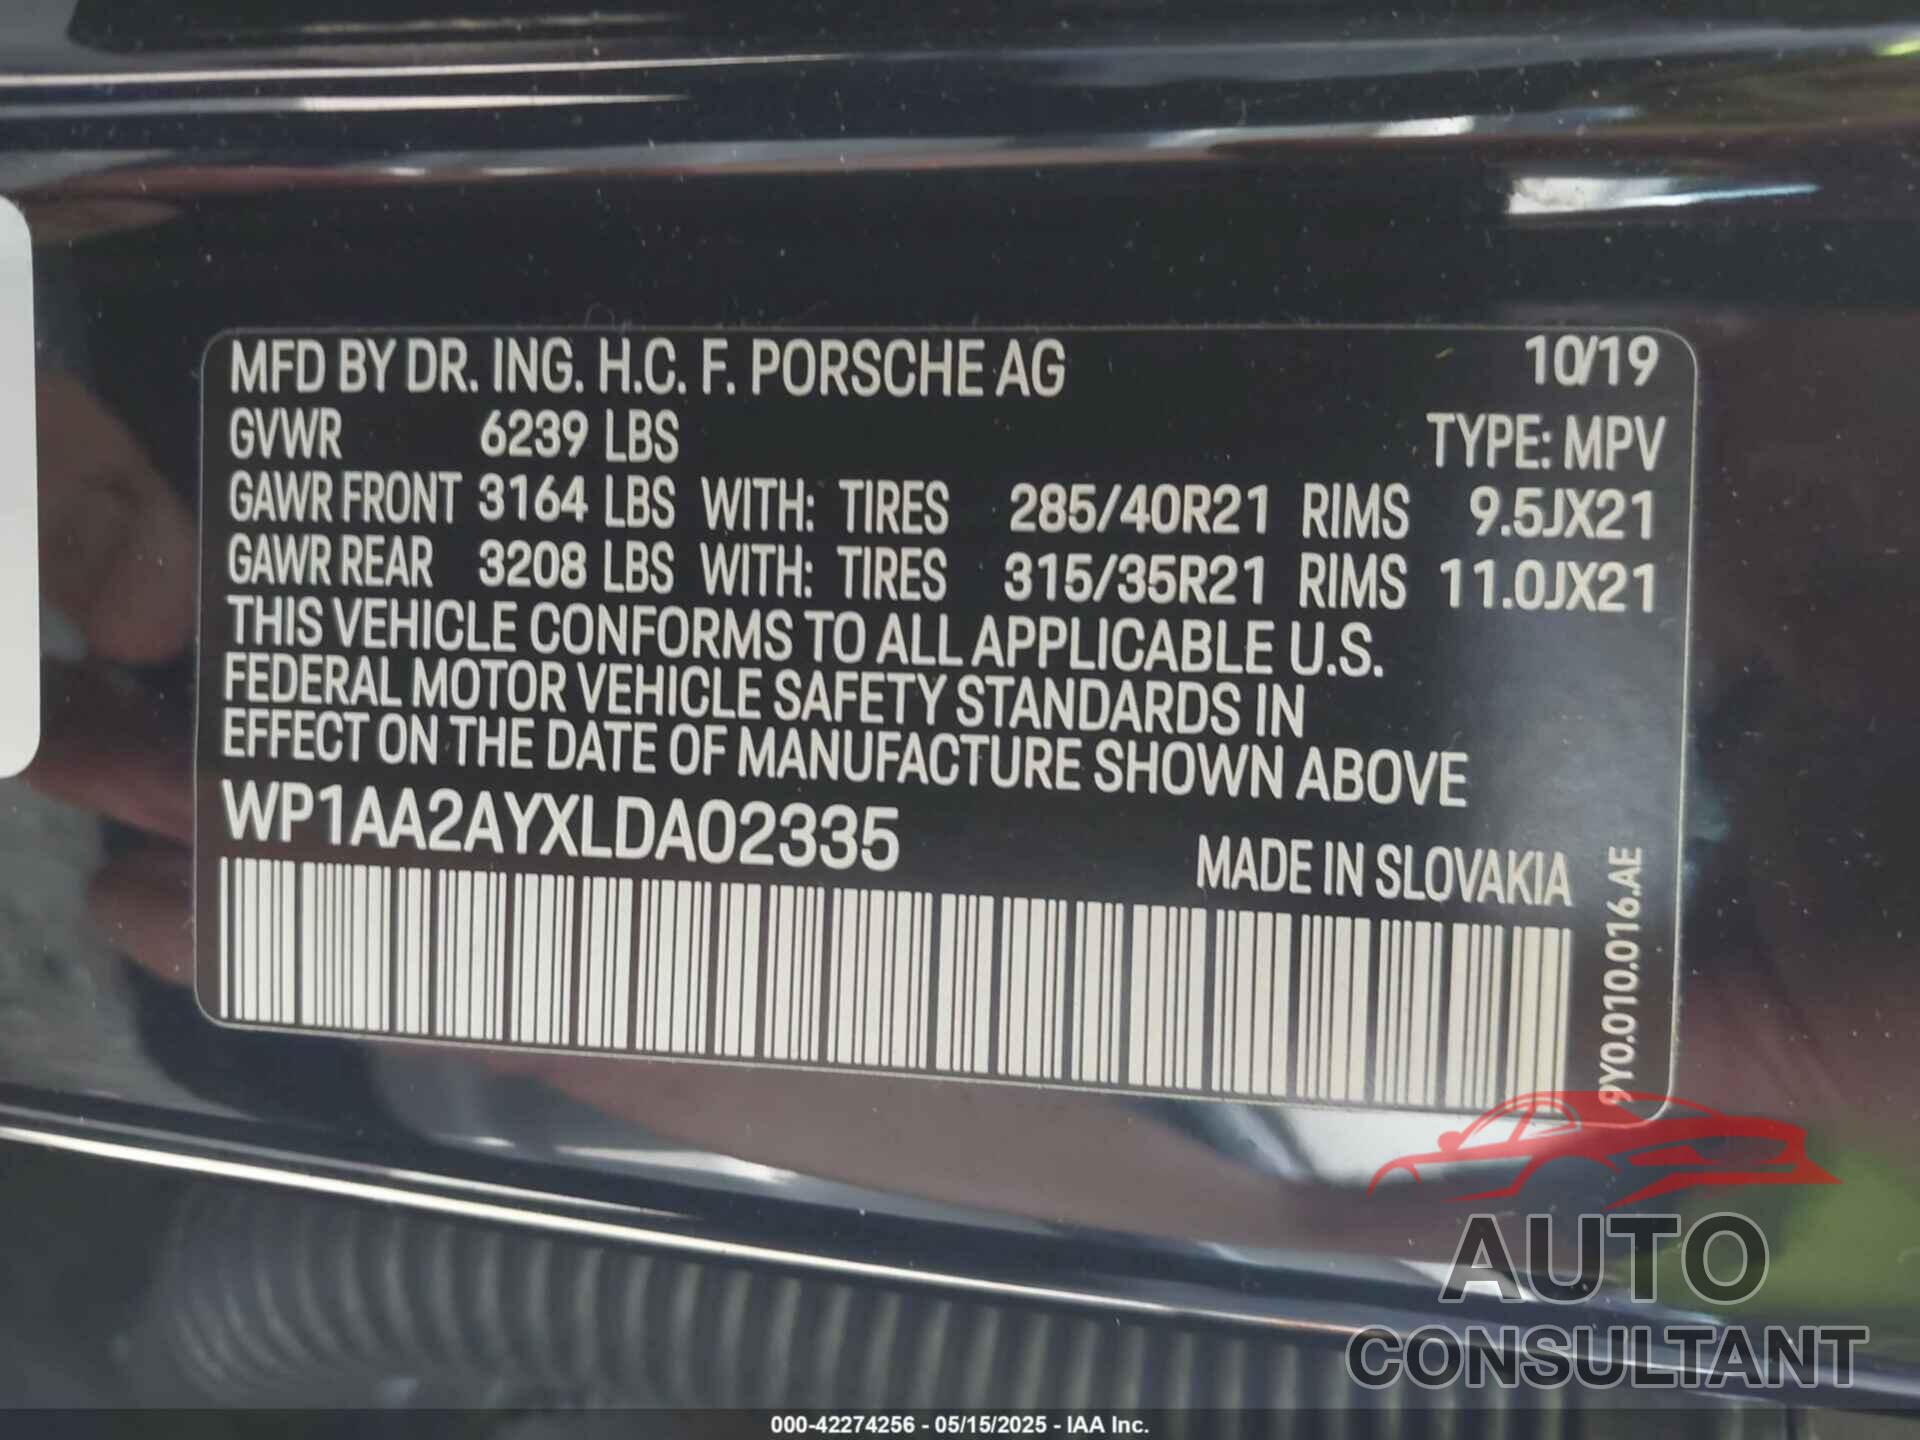 MFD BY DR. ING. H.C. F. PORSCHE AG 10/19
GVWR 6239 LBS TYPE: MPV
GAWR FRONT 3164 LBS WITH: TIRES 285/40R21 RIMS 9.5JX21
GAWR REAR 3208 LBS WITH: TIRES 315/35R21 RIMS 11.0JX21
THIS VEHICLE CONFORMS TO ALL APPLICABLE U.S.
FEDERAL MOTOR VEHICLE SAFETY STANDARDS IN
EFFECT ON THE DATE OF MANUFACTURE SHOWN ABOVE
WP1AA2AYXLDA02335
MADE IN SLOVAKIA
9Y0.010.016.AE
AUTO
CONSULTANT
000-42274256 - 05/15/2025 - IAA Inc.